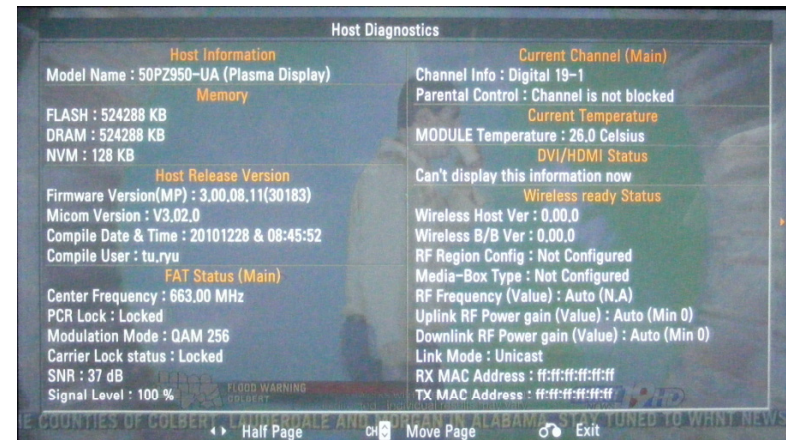 Host Diagnostics
Host Information
Model Name : 50PZ950-UA (Plasma Display)
Memory
FLASH : 524288 KB
DRAM : 524288 KB
NVM : 128 KB
Host Release Version
Firmware Version(MP) : 3.00.08.11(30183)
Micom Version : V3.02.0
Compile Date & Time : 20101228 & 08:45:52
Compile User : tu.ryu
FAT Status (Main)
Center Frequency : 663.00 MHz
PCR Lock : Locked
Modulation Mode : QAM 256
Carrier Lock status : Locked
SNR : 37 dB
Signal Level : 100 %
Current Channel (Main)
Channel Info : Digital 19-1
Parental Control : Channel is not blocked
Current Temperature
MODULE Temperature : 26.0 Celsius
DVI/HDMI Status
Can't display this information now
Wireless ready Status
Wireless Host Ver : 0.00.0
Wireless B/B Ver : 0.00.0
RF Region Config : Not Configured
Media-Box Type : Not Configured
RF Frequency (Value) : Auto (N.A)
Uplink RF Power gain (Value) : Auto (Min 0)
Downlink RF Power gain (Value) : Auto (Min 0)
Link Mode : Unicast
RX MAC Address : ff:ff:ff:ff:ff:ff
TX MAC Address : ff:ff:ff:ff:ff:ff
FLOOD WARNING
COLBERT
HD
COUNTIES OF COLBERT LAUDERDALE AND ALABAMA STAY TUNED TO WHNT NEWS
Half Page CH Move Page Exit